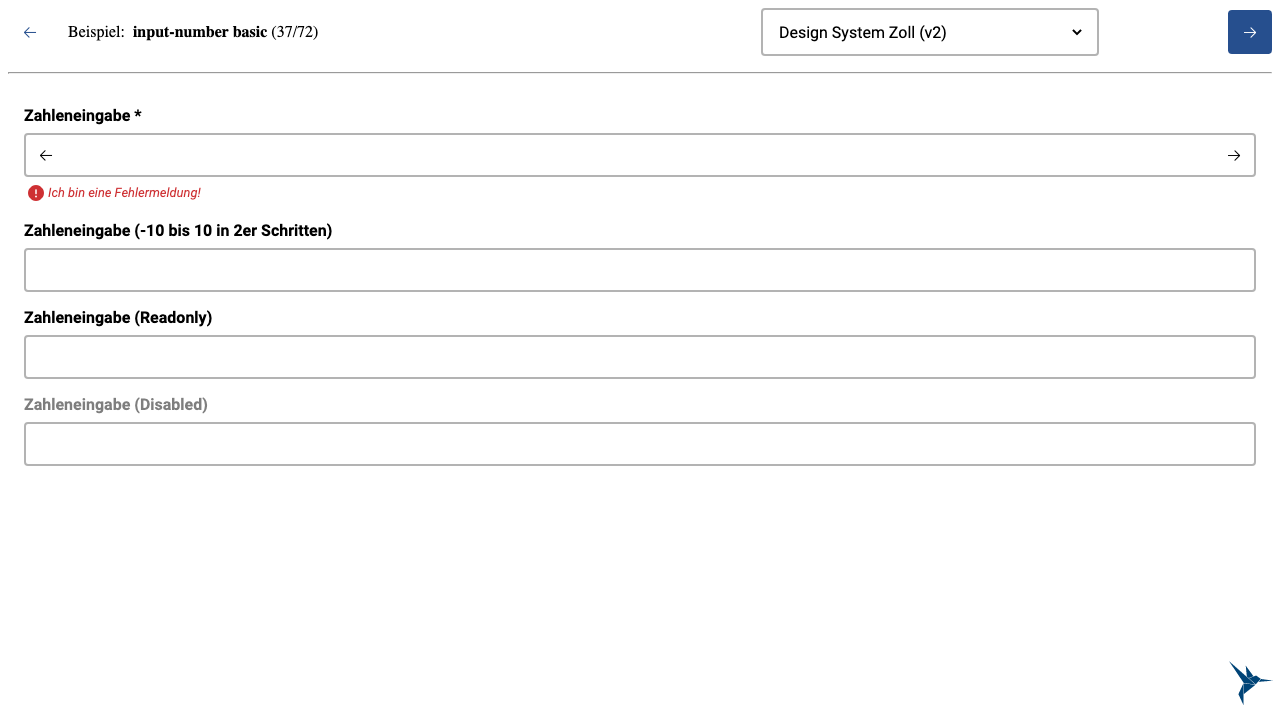 Beispiel: input-number basic (37/72)
Design System Zoll (v2)
Zahleneingabe *
Ich bin eine Fehlermeldung!
Zahleneingabe (-10 bis 10 in 2er Schritten)
Zahleneingabe (Readonly)
Zahleneingabe (Disabled)